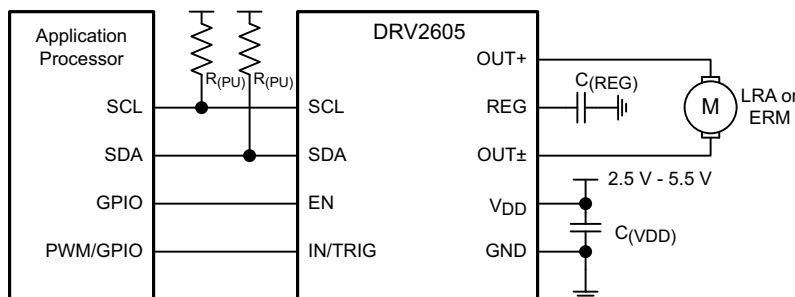 Application
Processor
SCL
SDA
GPIO
PWM/GPIO
R(PU)
R(PU)
DRV2605
SCL
SDA
EN
IN/TRIG
OUT+
REG
OUT±
VDD
GND
C(REG)
M
LRA or
ERM
2.5 V - 5.5 V
C(VDD)